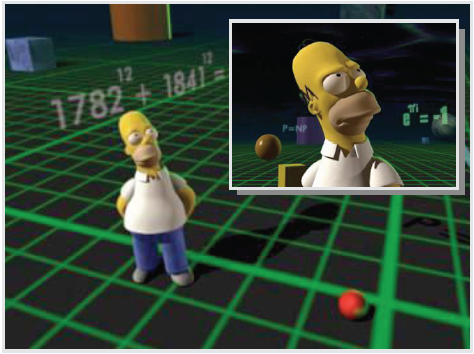 1782¹² + 1841¹² =
P=NP
e^πi = -1